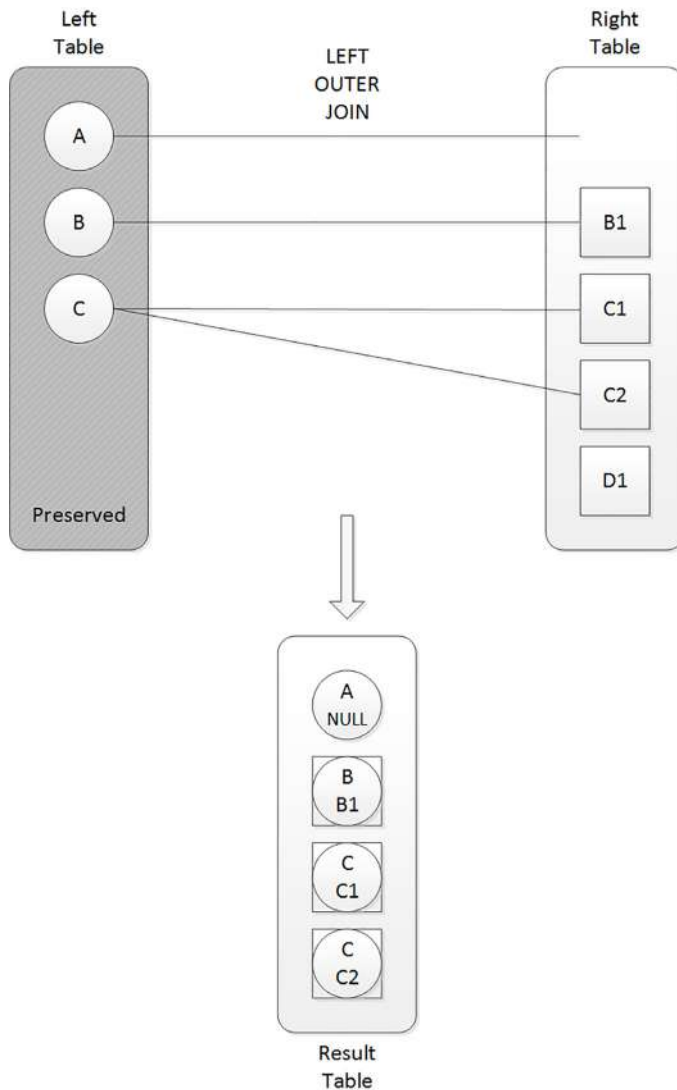 Left
Table
LEFT
OUTER
JOIN
Right
Table
A
B
C
Preserved
B1
C1
C2
D1
A
NULL
B
B1
C
C1
C
C2
Result
Table